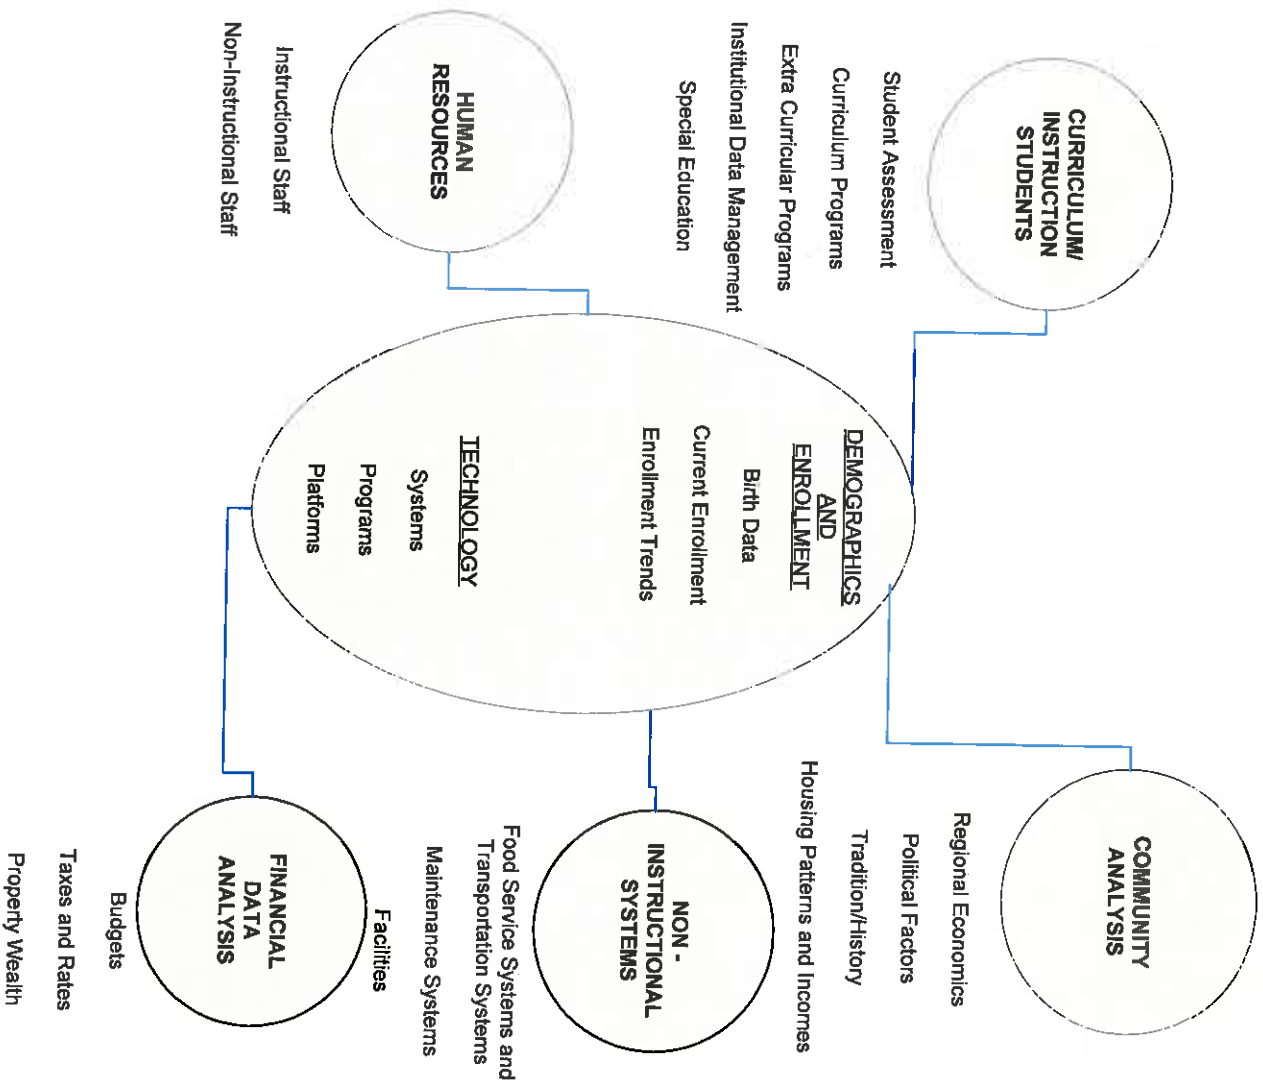 CURRICULUM/
INSTRUCTION
STUDENTS
Student Assessment
Curriculum Programs
Extra Curricular Programs
Institutional Data Management
Special Education
HUMAN
RESOURCES
Instructional Staff
Non-Instructional Staff
DEMOGRAPHICS
AND
ENROLLMENT
Birth Data
Current Enrollment
Enrollment Trends
TECHNOLOGY
Systems
Programs
Platforms
COMMUNITY
ANALYSIS
Regional Economics
Political Factors
Tradition/History
Housing Patterns and Incomes
NON -
INSTRUCTIONAL
SYSTEMS
Food Service Systems and
Transportation Systems
Maintenance Systems
Facilities
FINANCIAL
DATA
ANALYSIS
Budgets
Taxes and Rates
Property Wealth